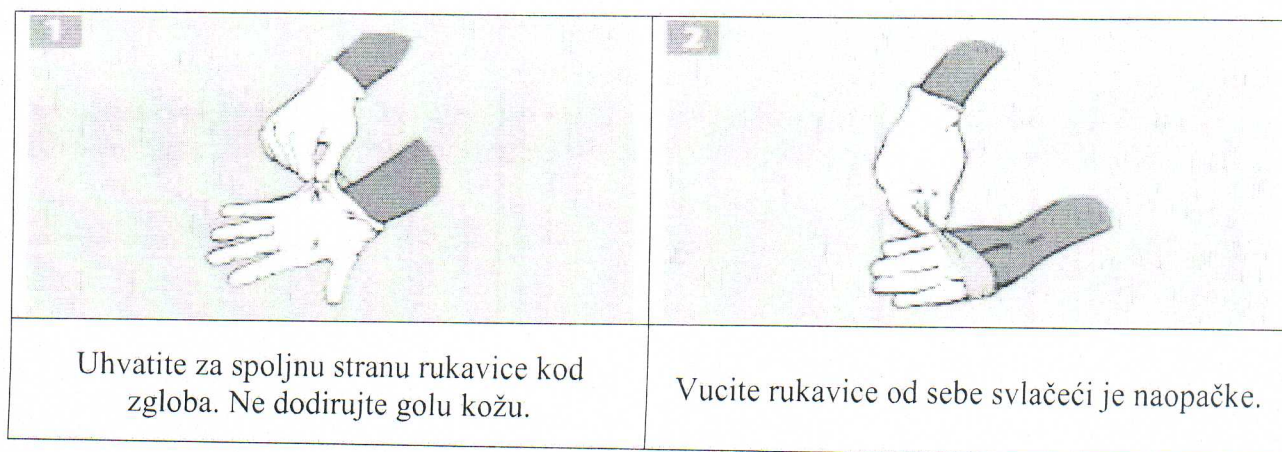 1
2
Uhvatite za spoljnu stranu rukavice kod
zgloba. Ne dodirujte golu kožu.
Vucite rukavice od sebe svlačeći je naopačke.